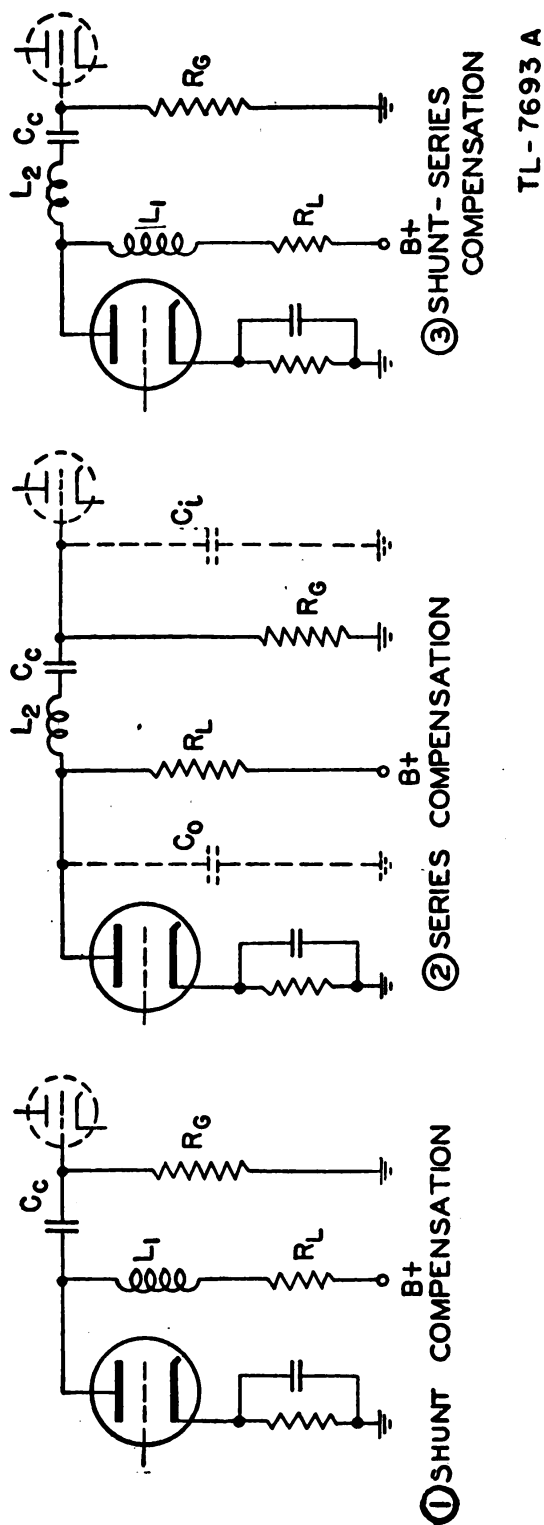 C_C
L_1
R_L
R_G
B+
① SHUNT COMPENSATION
L_2
C_C
C_O
R_L
R_G
C_i
B+
② SERIES COMPENSATION
L_2
C_C
L_1
R_L
R_G
B+
③ SHUNT-SERIES
COMPENSATION
TL-7693 A